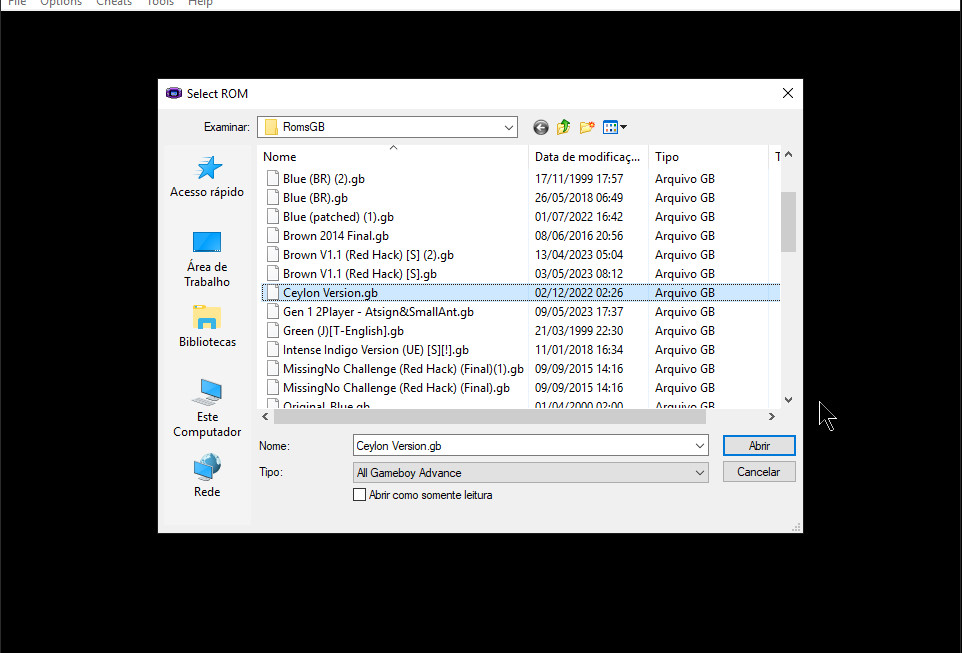 File Options Cheats Tools Help
Select ROM
Examinar: RomsGB
Nome Data de modificaç... Tipo T
Blue (BR) (2).gb 17/11/1999 17:57 Arquivo GB
Blue (BR).gb 26/05/2018 06:49 Arquivo GB
Blue (patched) (1).gb 01/07/2022 16:42 Arquivo GB
Brown 2014 Final.gb 08/06/2016 20:56 Arquivo GB
Brown V1.1 (Red Hack) [S] (2).gb 13/04/2023 05:04 Arquivo GB
Brown V1.1 (Red Hack) [S].gb 03/05/2023 08:12 Arquivo GB
Ceylon Version.gb 02/12/2022 02:26 Arquivo GB
Gen 1 2Player - Atsign&SmallAnt.gb 09/05/2023 17:37 Arquivo GB
Green (J)[T-English].gb 21/03/1999 22:30 Arquivo GB
Intense Indigo Version (UE) [S][!].gb 11/01/2018 16:34 Arquivo GB
MissingNo Challenge (Red Hack) (Final)(1).gb 09/09/2015 14:16 Arquivo GB
MissingNo Challenge (Red Hack) (Final).gb 09/09/2015 14:16 Arquivo GB
Original_Blue.gb 01/04/2000 02:00 Arquivo GB
Acesso rápido
Área de
Trabalho
Bibliotecas
Este
Computador
Rede
Nome: Ceylon Version.gb Abrir
Tipo: All Gameboy Advance Cancelar
Abrir como somente leitura